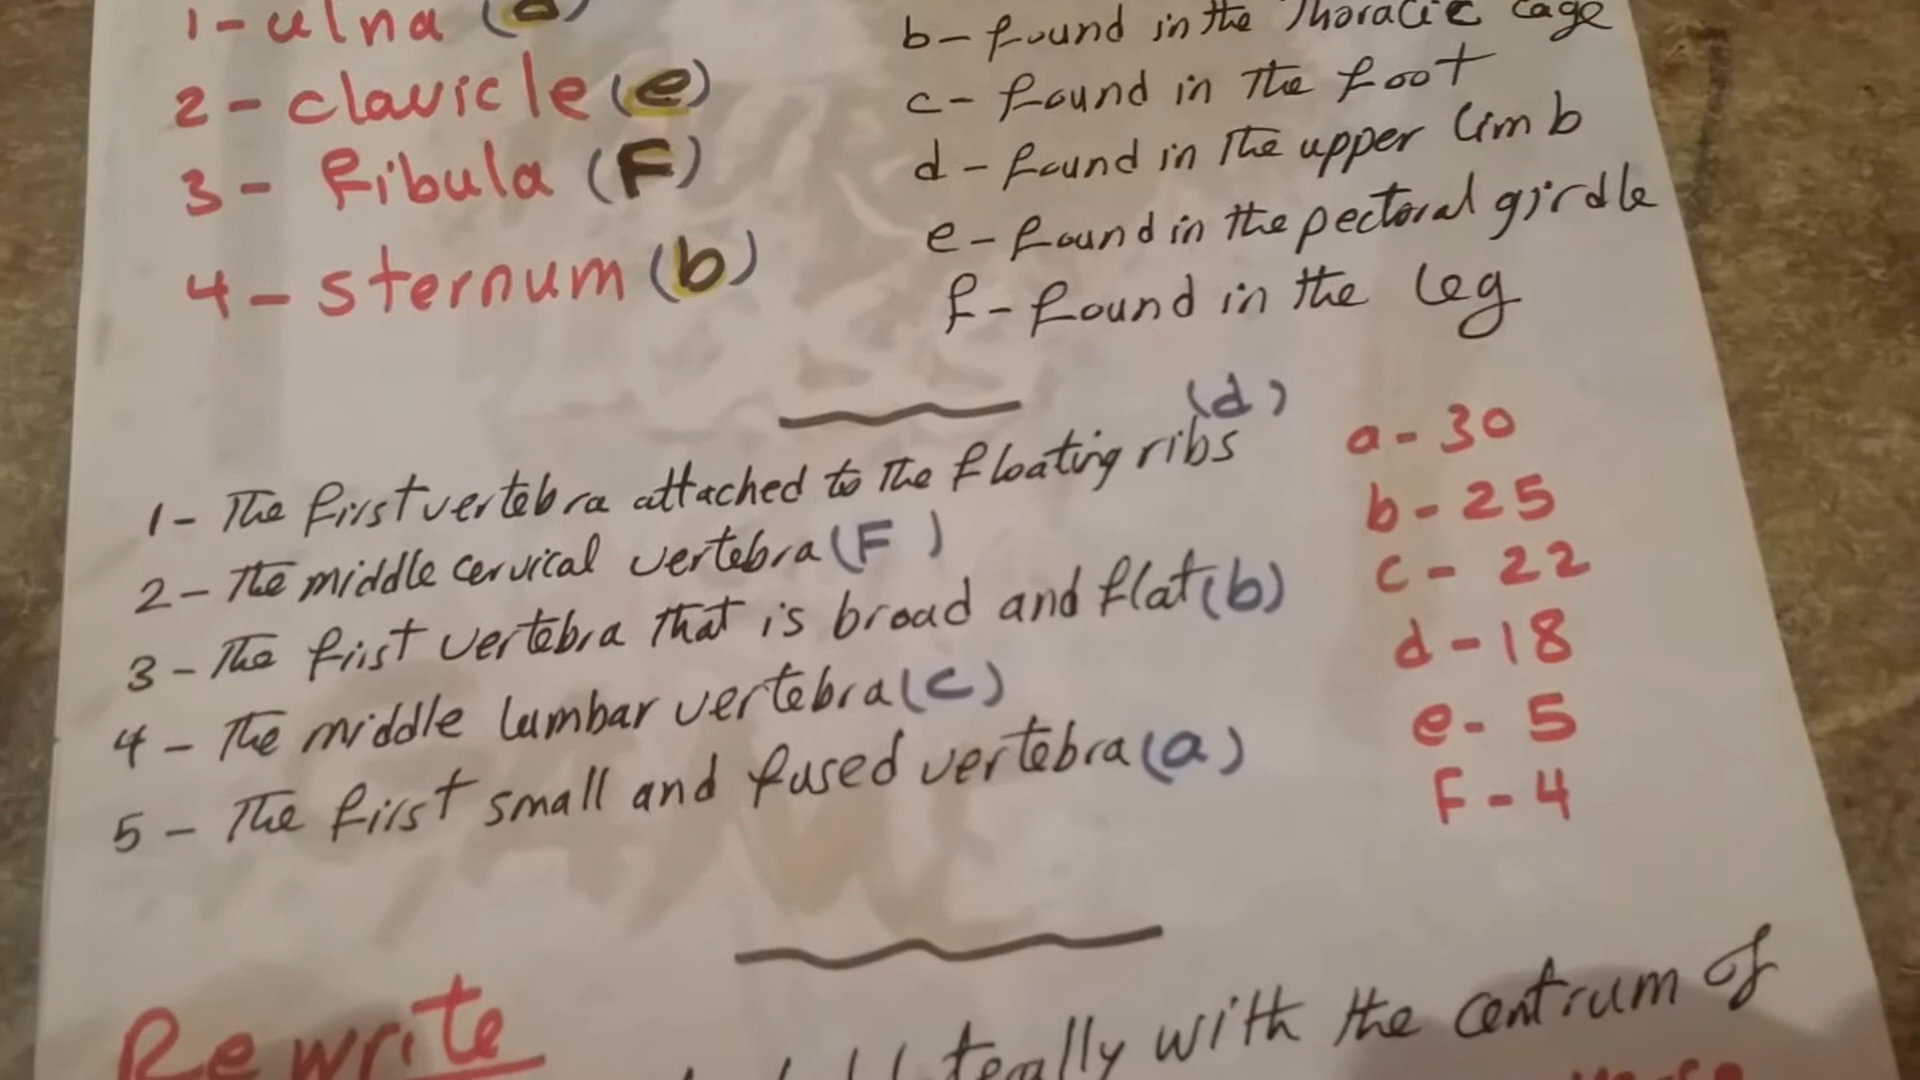 1- ulna (d)
2- clavicle (e)
3- fibula (F)
4- sternum (b)
b- found in the Thoracic cage
c- found in the foot
d- found in the upper limb
e- found in the pectoral girdle
f- found in the leg
1- The first vertebra attached to the floating ribs (d)
2- The middle cervical vertebra (F)
3- The first vertebra that is broad and flat (b)
4- The middle lumbar vertebra (c)
5- The first small and fused vertebra (a)
a- 30
b- 25
c- 22
d- 18
e- 5
F- 4
Rewrite
with the centrum of